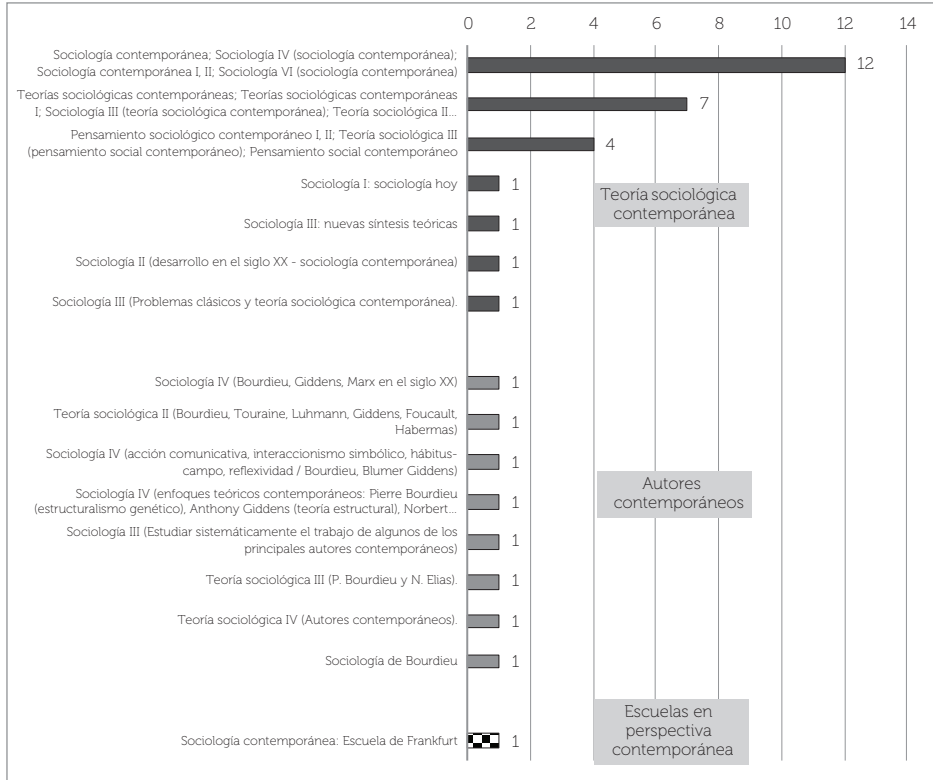 0 2 4 6 8 10 12 14
Sociología contemporánea; Sociología IV (sociología contemporánea);
Sociología contemporánea I, II; Sociología VI (sociología contemporánea)
12
Teorías sociológicas contemporáneas; Teorías sociológicas contemporáneas
I; Sociología III (teoría sociológica contemporánea); Teoría sociológica II...
7
Pensamiento sociológico contemporáneo I, II; Teoría sociológica III
(pensamiento social contemporáneo); Pensamiento social contemporáneo
4
Sociología I: sociología hoy
1
Teoría sociológica
contemporánea
Sociología III: nuevas síntesis teóricas
1
Sociología II (desarrollo en el siglo XX - sociología contemporánea)
1
Sociología III (Problemas clásicos y teoría sociológica contemporánea).
1
Sociología IV (Bourdieu, Giddens, Marx en el siglo XX)
1
Teoría sociológica II (Bourdieu, Touraine, Luhmann, Giddens, Foucault,
Habermas)
1
Sociología IV (acción comunicativa, interaccionismo simbólico, hábitus-
campo, reflexividad / Bourdieu, Blumer Giddens)
1
Autores
contemporáneos
Sociología IV (enfoques teóricos contemporáneos: Pierre Bourdieu
(estructuralismo genético), Anthony Giddens (teoría estructural), Norbert...
1
Sociología III (Estudiar sistemáticamente el trabajo de algunos de los
principales autores contemporáneos)
1
Teoría sociológica III (P. Bourdieu y N. Elias).
1
Teoría sociológica IV (Autores contemporáneos).
1
Sociología de Bourdieu
1
Escuelas en
perspectiva
contemporánea
Sociología contemporánea: Escuela de Frankfurt
1